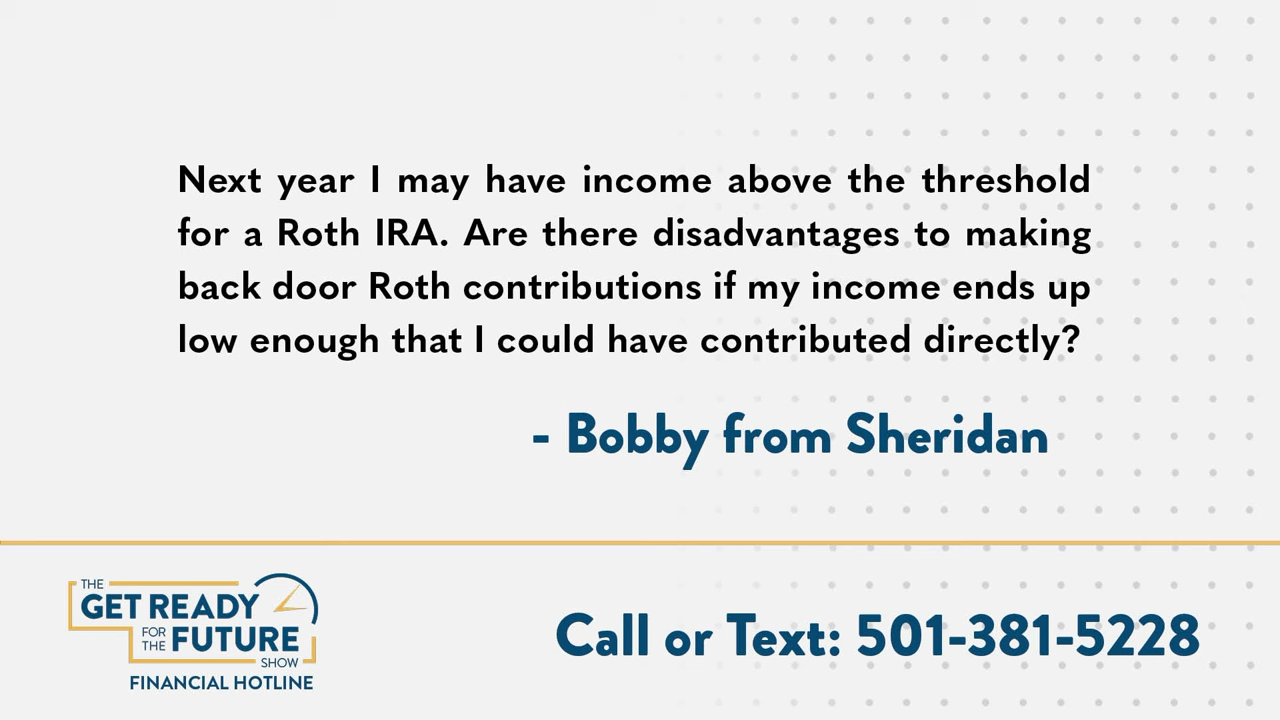 Next year I may have income above the threshold
for a Roth IRA. Are there disadvantages to making
back door Roth contributions if my income ends up
low enough that I could have contributed directly?
- Bobby from Sheridan
THE
GET READY
FOR THE FUTURE
SHOW
FINANCIAL HOTLINE
Call or Text: 501-381-5228